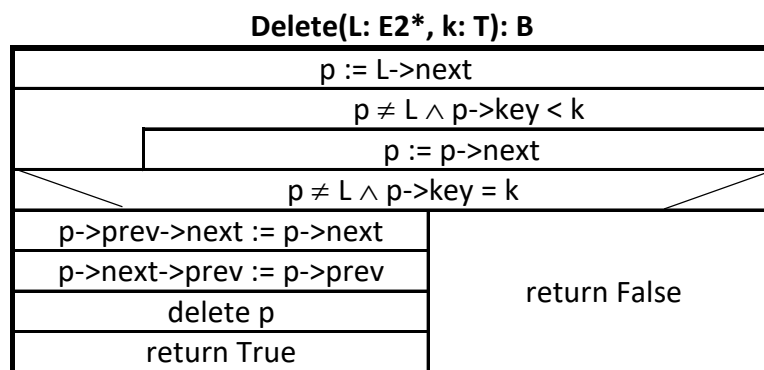 Delete(L: E2*, k: T): B
p := L->next
p ≠ L ∧ p->key < k
p := p->next
p ≠ L ∧ p->key = k
p->prev->next := p->next
p->next->prev := p->prev
delete p
return True
return False